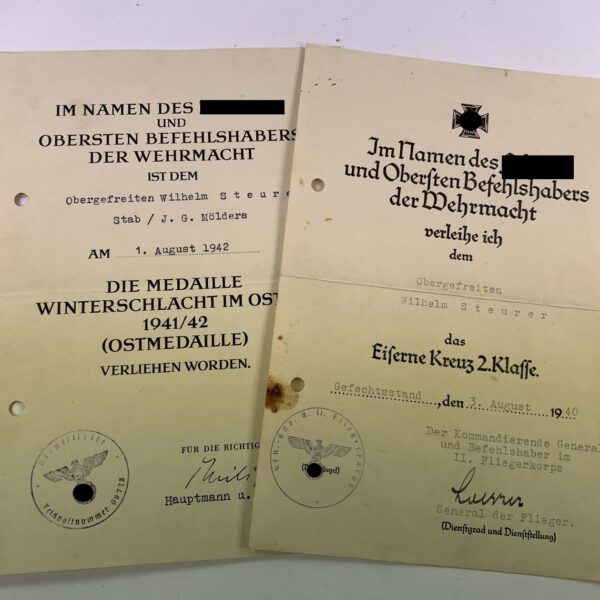 IM NAMEN DES
UND
OBERSTEN BEFEHLSHABERS
DER WEHRMACHT
IST DEM
Obergefreiten Wilhelm Steurer
Stab / J. G. Mölders
AM 1. August 1942
DIE MEDAILLE
WINTERSCHLACHT IM OST
1941/42
(OSTMEDAILLE)
VERLIEHEN WORDEN.
FÜR DIE RICHTIG
Hauptmann u.
Dienststelle
Feldpostnummer
Im Namen des
und Obersten Befehlshabers
der Wehrmacht
verleihe ich
dem
Obergefreiten
Wilhelm Steurer
das
Eiserne Kreuz 2.Klasse.
Gefechtsstand, den 3. August 1940
Der Kommandierende General
und Befehlshaber im
II. Fliegerkorps
General der Flieger.
(Dienstgrad und Dienststellung)